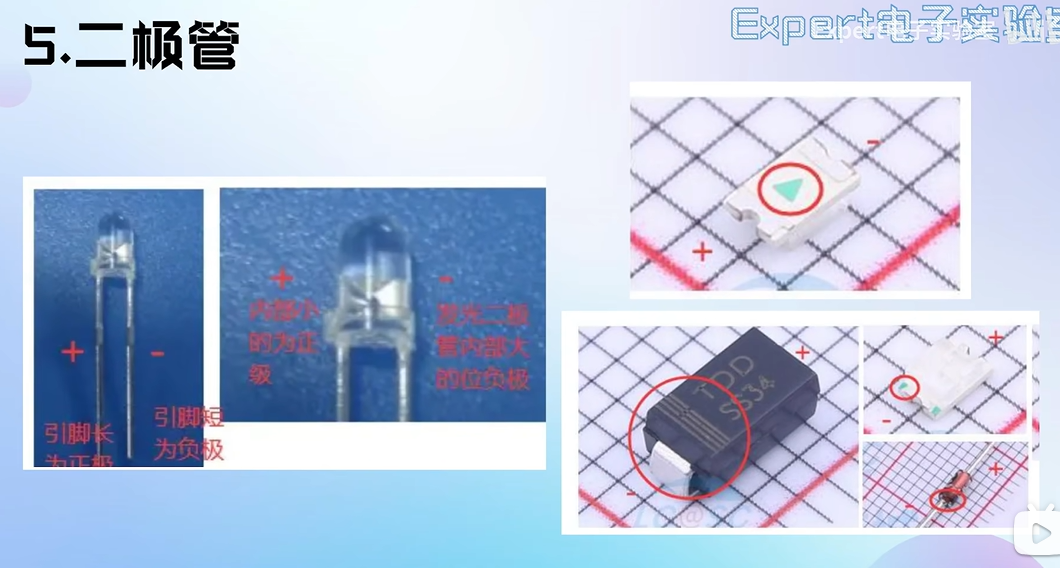 5.二极管
Expert电子实验室
+
-
引脚长
为正极
引脚短
为负极
+
内部小
的为正
级
-
发光二极
管内部大
的位负极
-
+
+
TDD
SS34
-
+
-
+
-